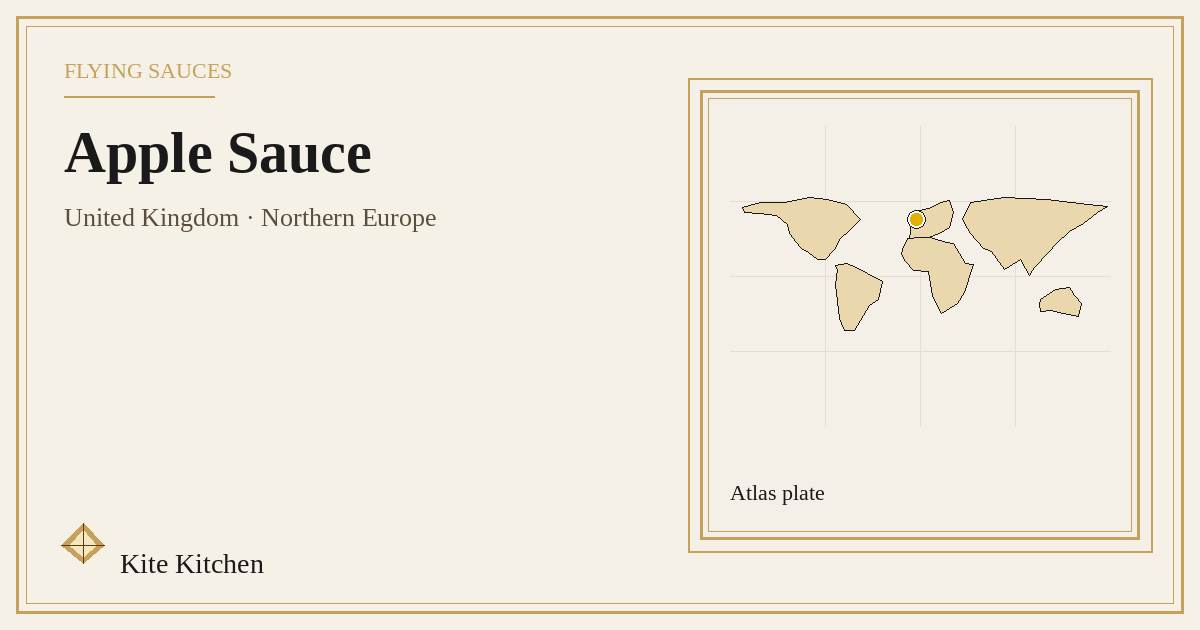 FLYING SAUCES
Apple Sauce
United Kingdom · Northern Europe
Atlas plate
Kite Kitchen